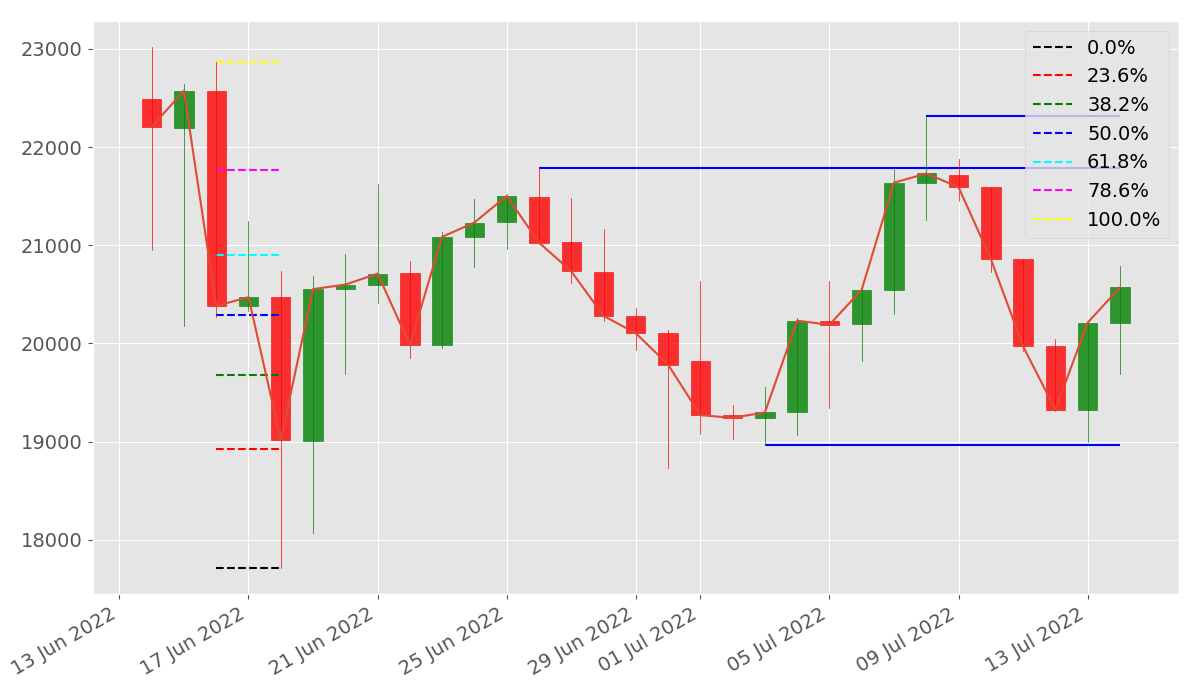 23000
22000
21000
20000
19000
18000
13 Jun 2022
17 Jun 2022
21 Jun 2022
25 Jun 2022
29 Jun 2022
01 Jul 2022
05 Jul 2022
09 Jul 2022
13 Jul 2022
0.0%
23.6%
38.2%
50.0%
61.8%
78.6%
100.0%